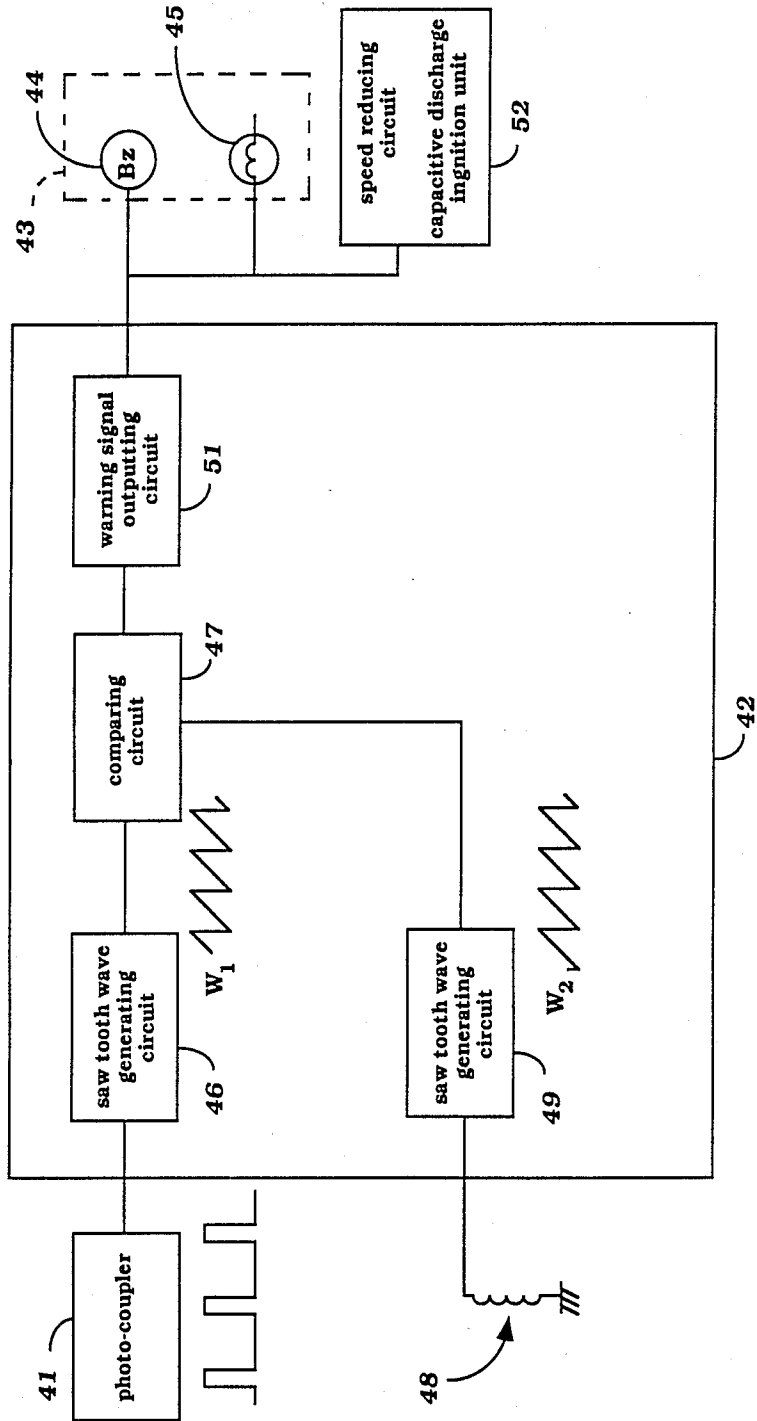 41
photo-coupler
48
saw tooth wave
generating
circuit
46
W1
saw tooth wave
generating
circuit
49
W2
comparing
circuit
47
warning signal
outputting
circuit
51
42
43
44
Bz
45
speed reducing
circuit
capacitive discharge
ingnition unit
52